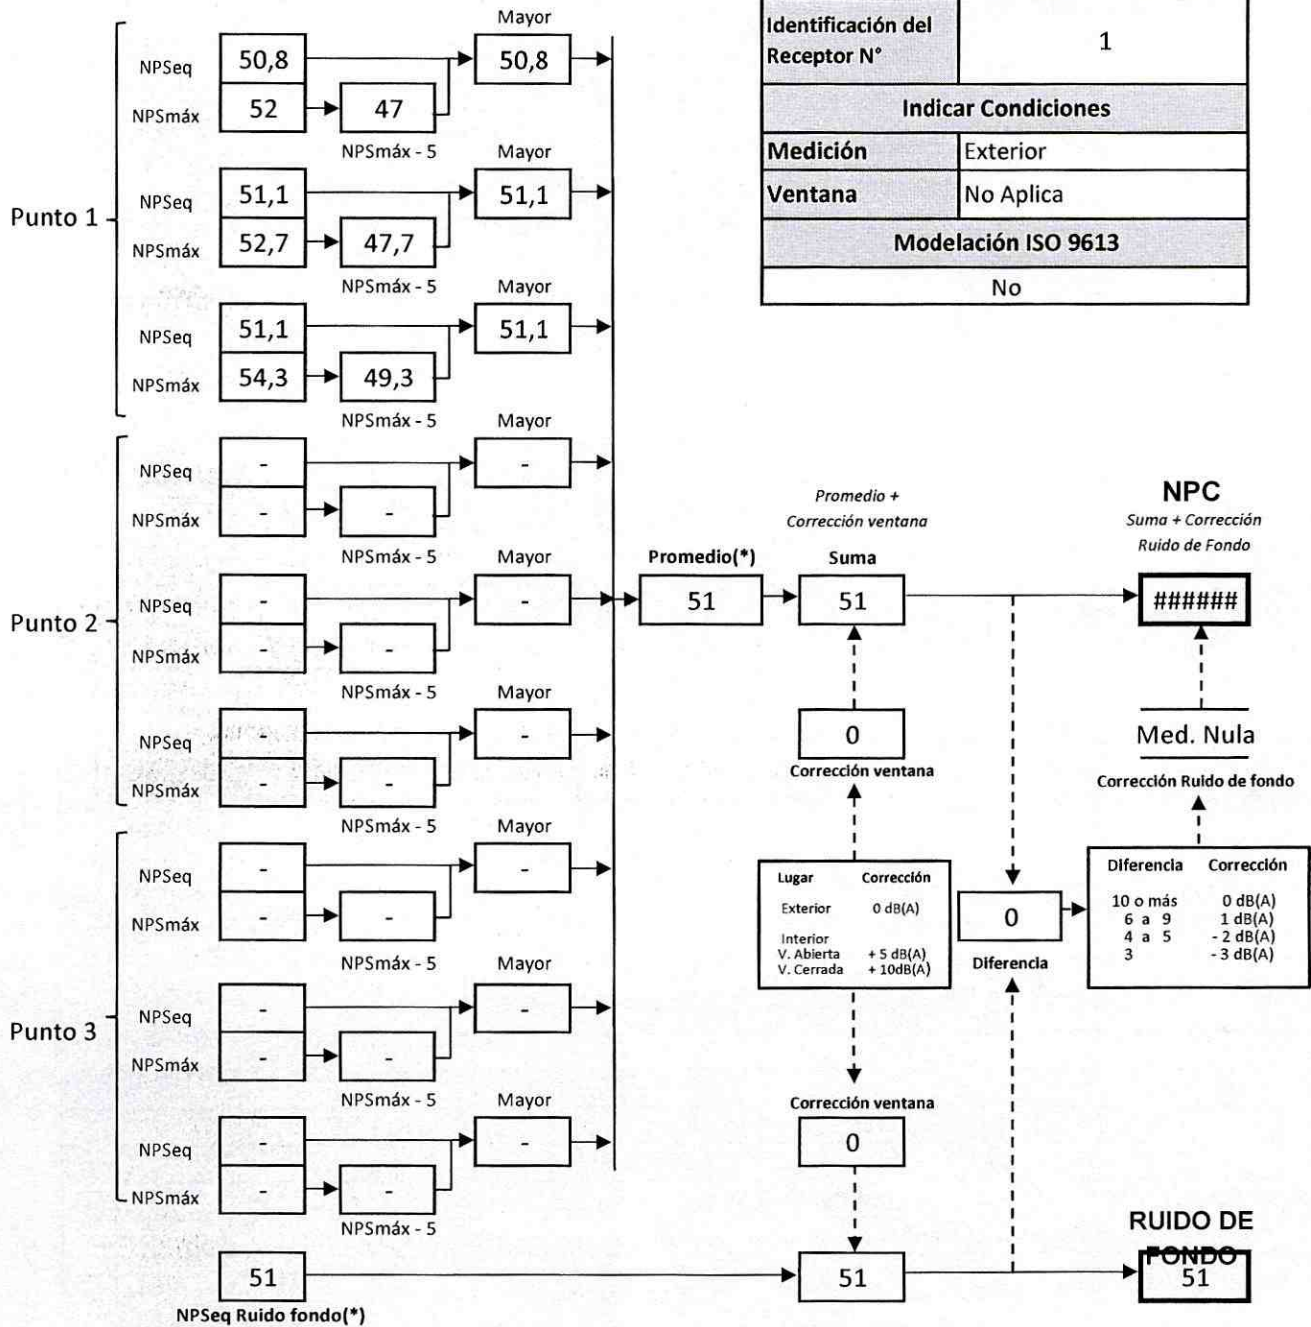 Identificación del
Receptor N°
1
Indicar Condiciones
Medición
Exterior
Ventana
No Aplica
Modelación ISO 9613
No
Punto 1
Mayor
NPSeq
50,8
50,8
NPSmáx
52
47
NPSmáx - 5
Mayor
NPSeq
51,1
51,1
NPSmáx
52,7
47,7
NPSmáx - 5
Mayor
NPSeq
51,1
51,1
NPSmáx
54,3
49,3
NPSmáx - 5
Punto 2
Mayor
NPSeq
-
-
NPSmáx
-
-
NPSmáx - 5
Mayor
NPSeq
-
-
NPSmáx
-
-
NPSmáx - 5
Mayor
NPSeq
-
-
NPSmáx
-
-
NPSmáx - 5
Punto 3
Mayor
NPSeq
-
-
NPSmáx
-
-
NPSmáx - 5
Mayor
NPSeq
-
-
NPSmáx
-
-
NPSmáx - 5
Mayor
NPSeq
-
-
NPSmáx
-
-
NPSmáx - 5
Promedio(*)
51
Promedio +
Corrección ventana
Suma
51
NPC
Suma + Corrección
Ruido de Fondo
######
0
Corrección ventana
Med. Nula
Corrección Ruido de fondo
Lugar Corrección
Exterior 0 dB(A)
Interior
V. Abierta + 5 dB(A)
V. Cerrada + 10dB(A)
0
Diferencia
Diferencia Corrección
10 o más 0 dB(A)
6 a 9 1 dB(A)
4 a 5 - 2 dB(A)
3 - 3 dB(A)
Corrección ventana
0
51
NPSeq Ruido fondo(*)
51
RUIDO DE
FONDO
51